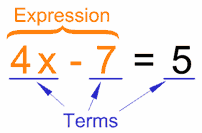 Expression
4x - 7 = 5
Terms